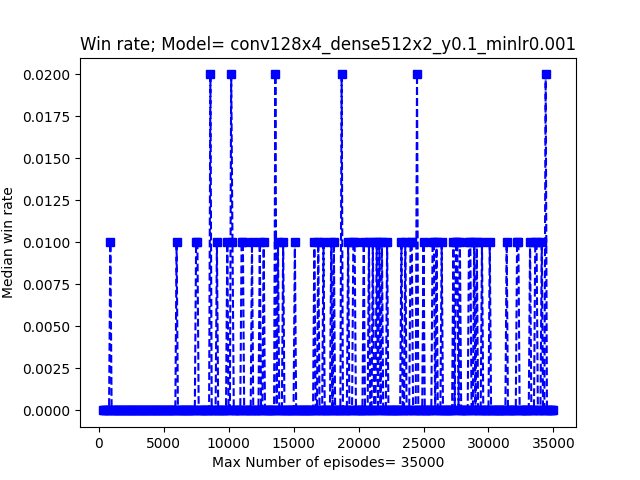 Win rate; Model= conv128x4_dense512x2_y0.1_minlr0.001
Median win rate
0.0200
0.0175
0.0150
0.0125
0.0100
0.0075
0.0050
0.0025
0.0000
0 5000 10000 15000 20000 25000 30000 35000
Max Number of episodes= 35000